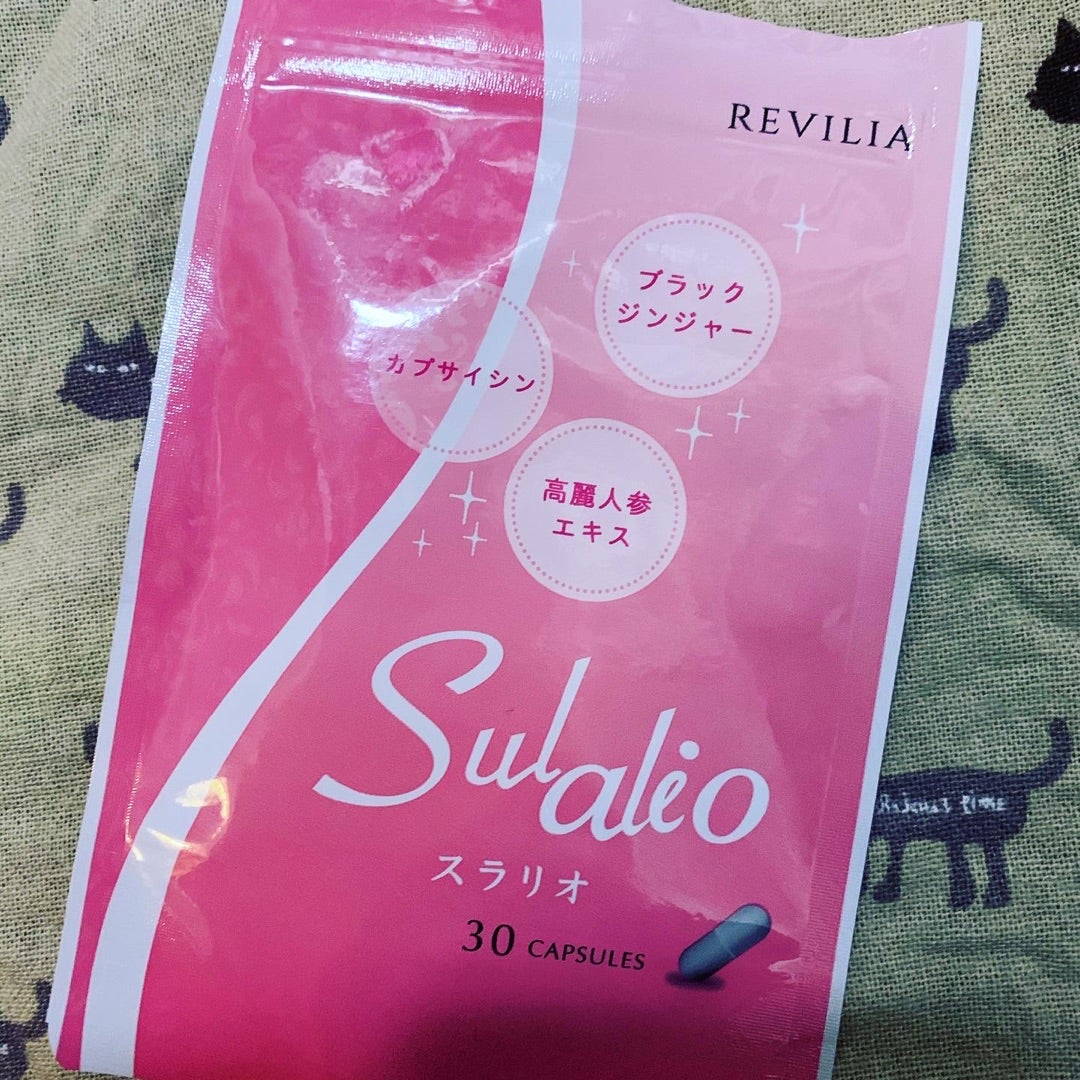 REVILIA
ブラック
ジンジャー
カプサイシン
高麗人参
エキス
Sulalio
スラリオ
30 CAPSULES